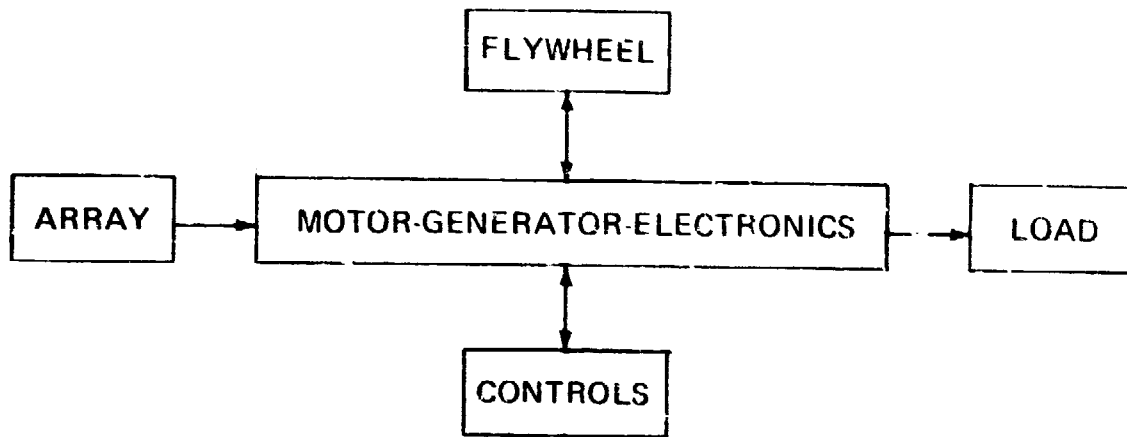 FLYWHEEL
ARRAY
MOTOR-GENERATOR-ELECTRONICS
LOAD
CONTROLS